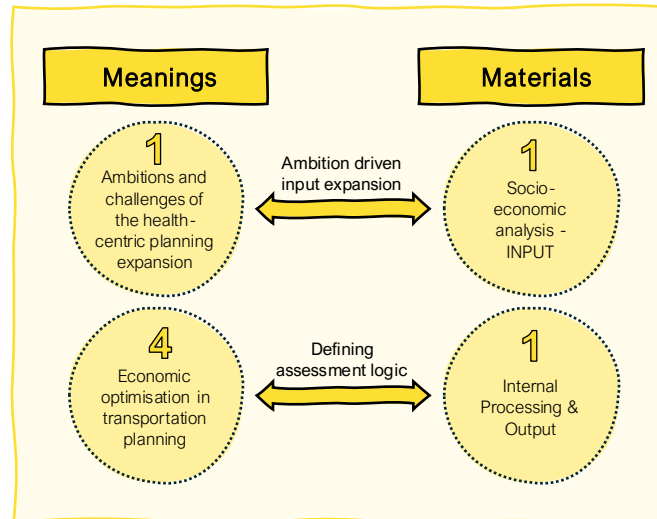 Meanings
Materials
1
Ambitions and
challenges of
the health-
centric planning
expansion
Ambition driven
input expansion
1
Socio-
economic
analysis -
INPUT
4
Economic
optimisation in
transportation
planning
Defining
assessment logic
1
Internal
Processing &
Output